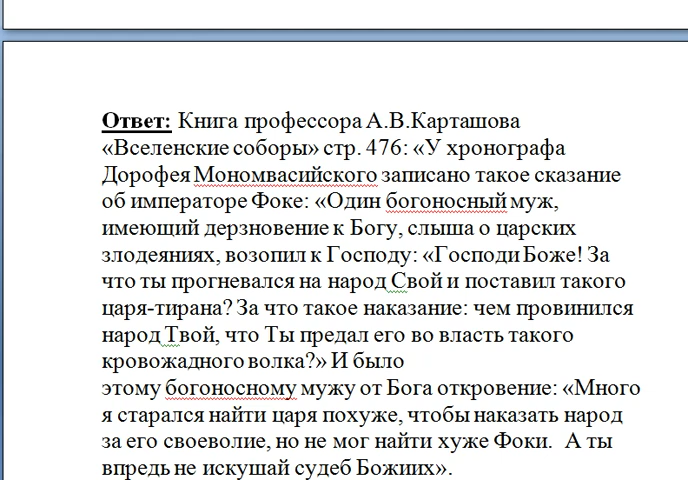 Ответ: Книга профессора А.В.Карташова
«Вселенские соборы» стр. 476: «У хронографа
Дорофея Мономвасийского записано такое сказание
об императоре Фоке: «Один богоносный муж,
имеющий дерзновение к Богу, слыша о царских
злодеяниях, возопил к Господу: «Господи Боже! За
что ты прогневался на народ Свой и поставил такого
царя-тирана? За что такое наказание: чем провинился
народ Твой, что Ты предал его во власть такого
кровожадного волка?» И было
этому богоносному мужу от Бога откровение: «Много
я старался найти царя похуже, чтобы наказать народ
за его своеволие, но не мог найти хуже Фоки.  А ты
впредь не искушай судеб Божиих».